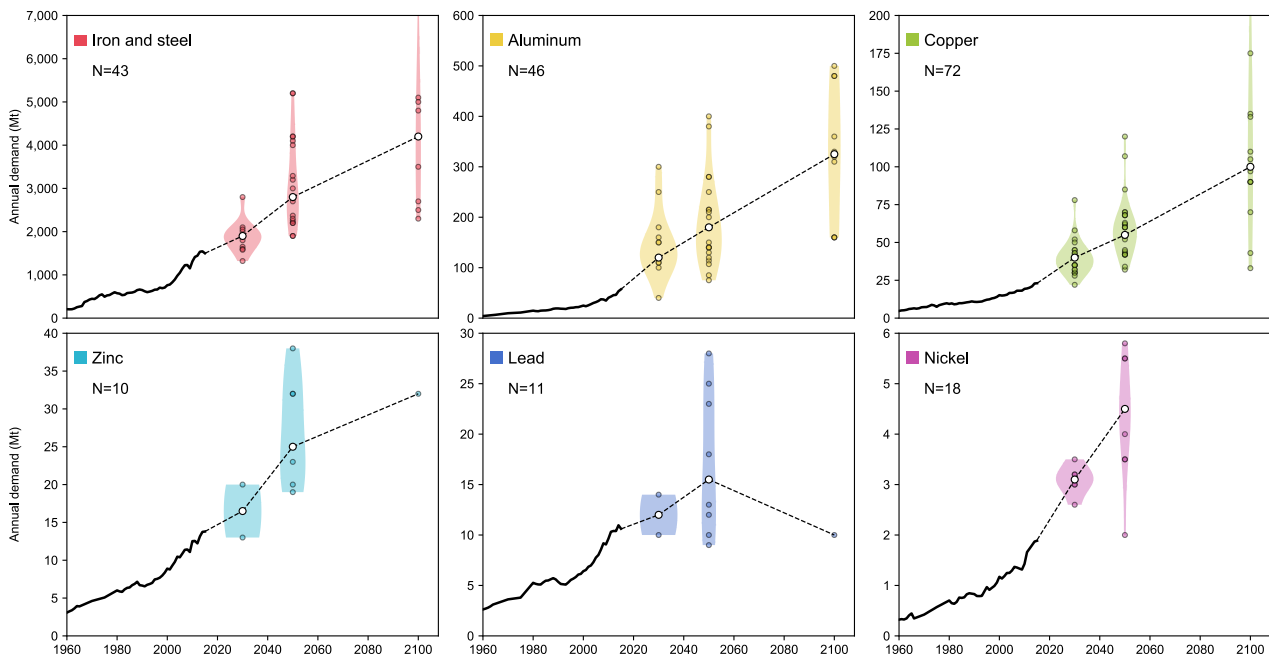 7,000
6,000
5,000
4,000
3,000
2,000
1,000
0
Annual demand (Mt)
Iron and steel
N=43
600
500
400
300
200
100
0
Aluminum
N=46
200
175
150
125
100
75
50
25
0
Copper
N=72
40
35
30
25
20
15
10
5
0
Annual demand (Mt)
Zinc
N=10
1960 1980 2000 2020 2040 2060 2080 2100
30
25
20
15
10
5
0
Lead
N=11
1960 1980 2000 2020 2040 2060 2080 2100
6
5
4
3
2
1
0
Nickel
N=18
1960 1980 2000 2020 2040 2060 2080 2100